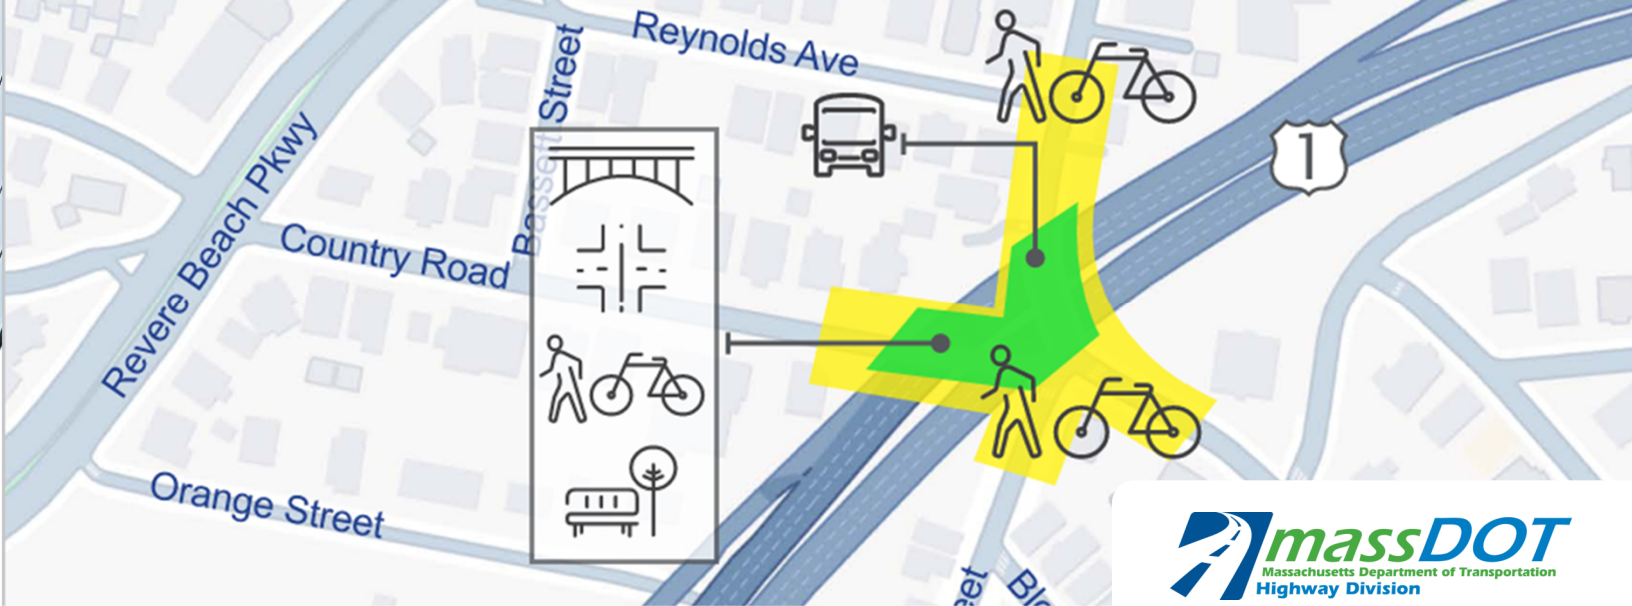 Reynolds Ave
Bassett Street
1
Revere Beach Pkwy
Country Road
Orange Street
massDOT
Massachusetts Department of Transportation
Highway Division